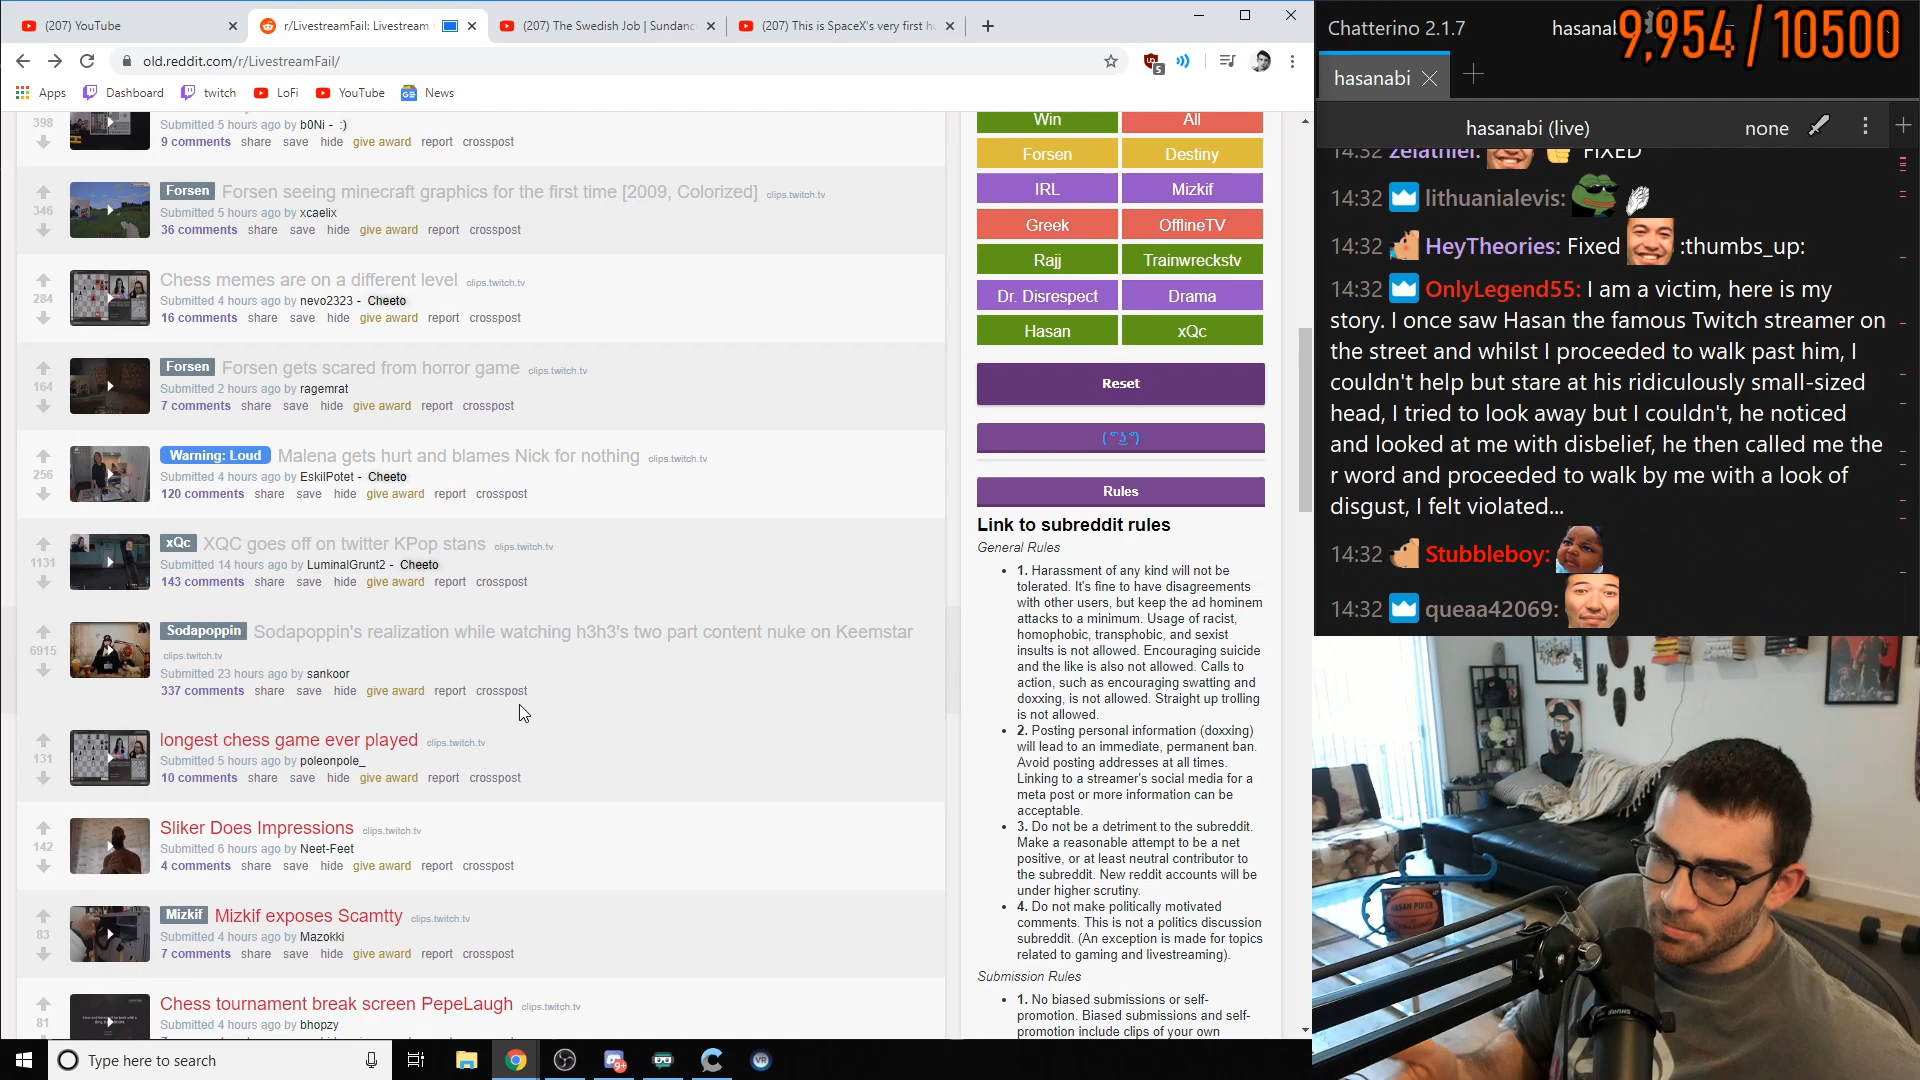 (207) YouTube
r/LivestreamFail: Livestream
(207) The Swedish Job | Sundanc
(207) This is SpaceX's very first h
old.reddit.com/r/LivestreamFail/
5
Apps
Dashboard
twitch
LoFi
YouTube
News
398
Submitted 5 hours ago by b0Ni - :)
9 comments share save hide give award report crosspost
346
Forsen Forsen seeing minecraft graphics for the first time [2009, Colorized] clips.twitch.tv
Submitted 5 hours ago by xcaelix
36 comments share save hide give award report crosspost
284
Chess memes are on a different level clips.twitch.tv
Submitted 4 hours ago by nevo2323 - Cheeto
16 comments share save hide give award report crosspost
164
Forsen Forsen gets scared from horror game clips.twitch.tv
Submitted 2 hours ago by ragemrat
7 comments share save hide give award report crosspost
256
Warning: Loud Malena gets hurt and blames Nick for nothing clips.twitch.tv
Submitted 4 hours ago by EskilPotet - Cheeto
120 comments share save hide give award report crosspost
1131
xQc XQC goes off on twitter KPop stans clips.twitch.tv
Submitted 14 hours ago by LuminalGrunt2 - Cheeto
143 comments share save hide give award report crosspost
6915
Sodapoppin Sodapoppin's realization while watching h3h3's two part content nuke on Keemstar
clips.twitch.tv
Submitted 23 hours ago by sankoor
337 comments share save hide give award report crosspost
131
longest chess game ever played clips.twitch.tv
Submitted 5 hours ago by poleonpole_
10 comments share save hide give award report crosspost
142
Sliker Does Impressions clips.twitch.tv
Submitted 6 hours ago by Neet-Feet
4 comments share save hide give award report crosspost
83
Mizkif Mizkif exposes Scamtty clips.twitch.tv
Submitted 4 hours ago by Mazokki
7 comments share save hide give award report crosspost
81
Chess tournament break screen PepeLaugh clips.twitch.tv
Submitted 4 hours ago by bhopzy
Win All
Forsen Destiny
IRL Mizkif
Greek OfflineTV
Rajj Trainwreckstv
Dr. Disrespect Drama
Hasan xQc
Reset
( ͡° ͜ʖ ͡°)
Rules
Link to subreddit rules
General Rules
1. Harassment of any kind will not be
tolerated. It's fine to have disagreements
with other users, but keep the ad hominem
attacks to a minimum. Usage of racist,
homophobic, transphobic, and sexist
insults is not allowed. Encouraging suicide
and the like is also not allowed. Calls to
action, such as encouraging swatting and
doxxing, is not allowed. Straight up trolling
is not allowed.
2. Posting personal information (doxxing)
will lead to an immediate, permanent ban.
Avoid posting addresses at all times.
Linking to a streamer's social media for a
meta post or more information can be
acceptable.
3. Do not be a detriment to the subreddit.
Make a reasonable attempt to be a net
positive, or at least neutral contributor to
the subreddit. New reddit accounts will be
under higher scrutiny.
4. Do not make politically motivated
comments. This is not a politics discussion
subreddit. (An exception is made for topics
related to gaming and livestreaming).
Submission Rules
1. No biased submissions or self-
promotion. Biased submissions and self-
promotion include clips of your own
Type here to search
9+
VR
Chatterino 2.1.7
hasanal
9,954 / 10500
hasanabi
hasanabi (live)
none
14:32 zelathiel: FIXED
14:32 lithuanialevis:
14:32 HeyTheories: Fixed :thumbs_up:
14:32 OnlyLegend55: I am a victim, here is my
story. I once saw Hasan the famous Twitch streamer on
the street and whilst I proceeded to walk past him, I
couldn't help but stare at his ridiculously small-sized
head, I tried to look away but I couldn't, he noticed
and looked at me with disbelief, he then called me the
r word and proceeded to walk by me with a look of
disgust, I felt violated...
14:32 Stubbleboy:
14:32 queaa42069:
HASAN PIKER
SHURE